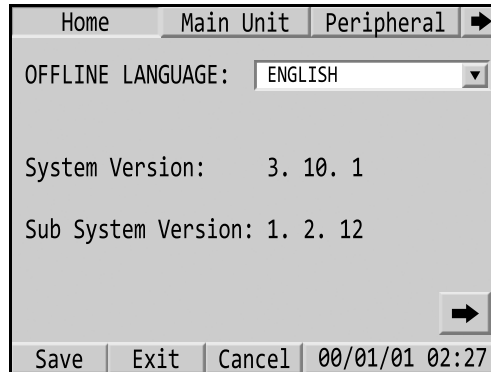 Home Main Unit Peripheral
OFFLINE LANGUAGE: ENGLISH
System Version: 3. 10. 1
Sub System Version: 1. 2. 12
Save Exit Cancel 00/01/01 02:27